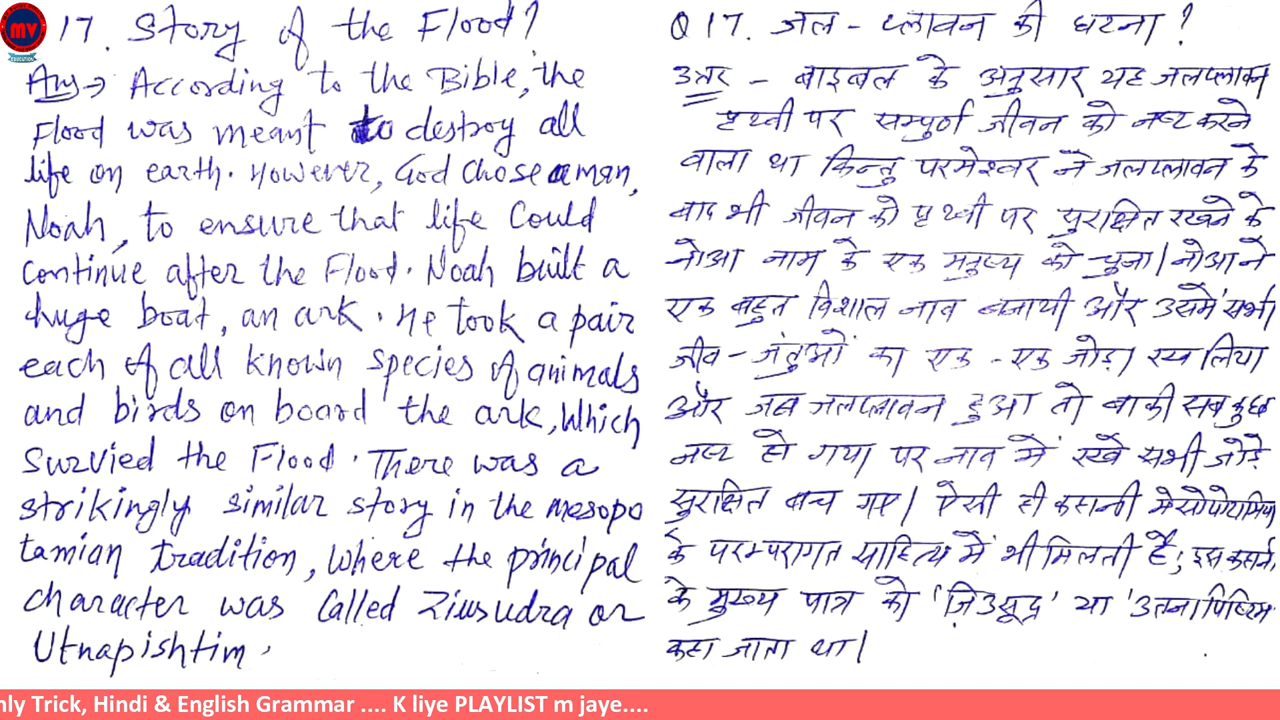 mv
EDUCATION
17. Story of the Flood?
Ans → According to the Bible, the
Flood was meant to destroy all
life on earth. However, God chose a man,
Noah, to ensure that life Could
Continue after the Flood. Noah built a
huge boat, an ark. He took a pair
each of all known species of animals
and birds on board the ark, Which
Survied the Flood. There was a
strikingly similar story in the mesopo
tamian tradition, where the principal
character was Called Ziusudra or
Utnapishtim.
Q 17. जल - प्लावन की घटना?
उत्तर - बाइबल के अनुसार यह जलप्लावन
पृथ्वी पर सम्पूर्ण जीवन को नष्ट करने
वाला था किन्तु परमेश्वर ने जलप्लावन के
बाद भी जीवन को पृथ्वी पर सुरक्षित रखने के
नोआ नाम के एक मनुष्य को चुना। नोआ ने
एक बहुत विशाल नाव बनायी और उसमें सभी
जीव - जंतुओं का एक - एक जोड़ा रख लिया
और जब जलप्लावन हुआ तो बाकी सब कुछ
नष्ट हो गया पर नाव में रखे सभी जोड़े
सुरक्षित बच गए। ऐसी ही कहानी मेसोपोटामिया
के परम्परागत साहित्य में भी मिलती है; इस कहानी
के मुख्य पात्र को 'ज़िउसूद्र' या 'उतनापिष्टिम
कहा जाता था।
nly Trick, Hindi & English Grammar .... K liye PLAYLIST m jaye....